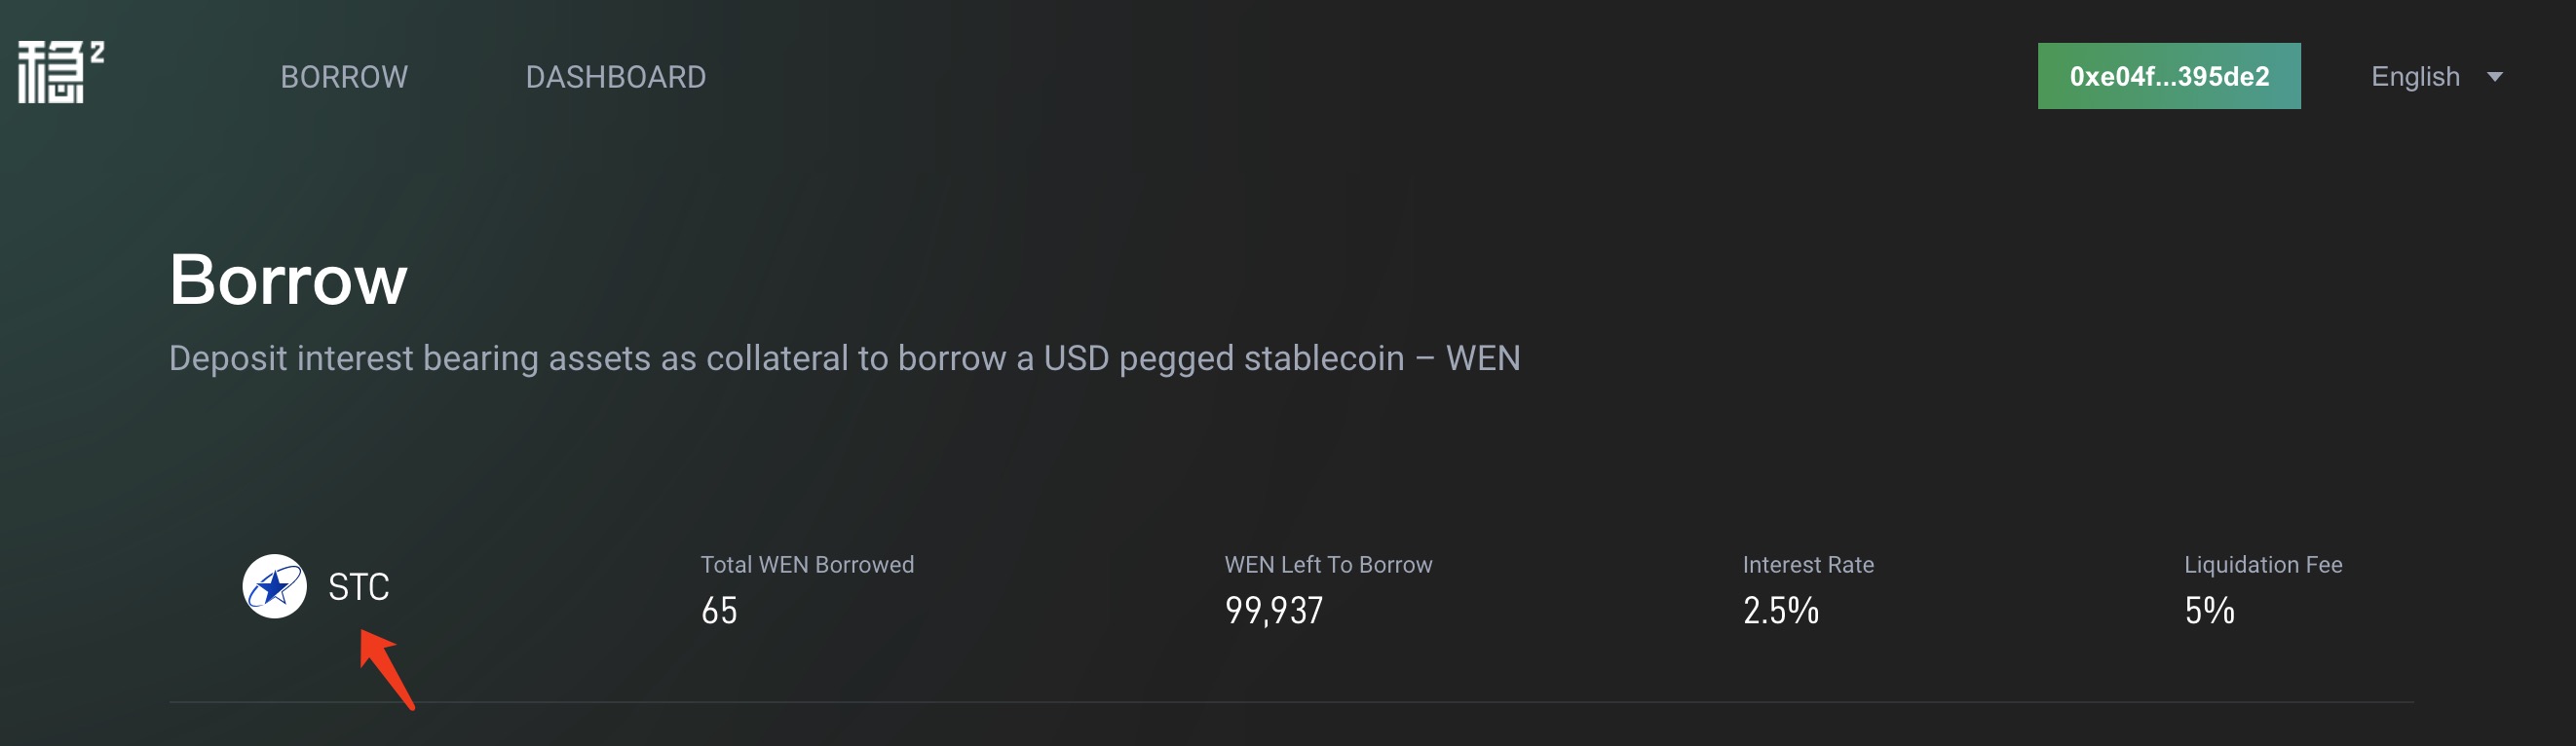 稳²
BORROW
DASHBOARD
0xe04f...395de2
English
Borrow
Deposit interest bearing assets as collateral to borrow a USD pegged stablecoin – WEN
STC
Total WEN Borrowed
65
WEN Left To Borrow
99,937
Interest Rate
2.5%
Liquidation Fee
5%